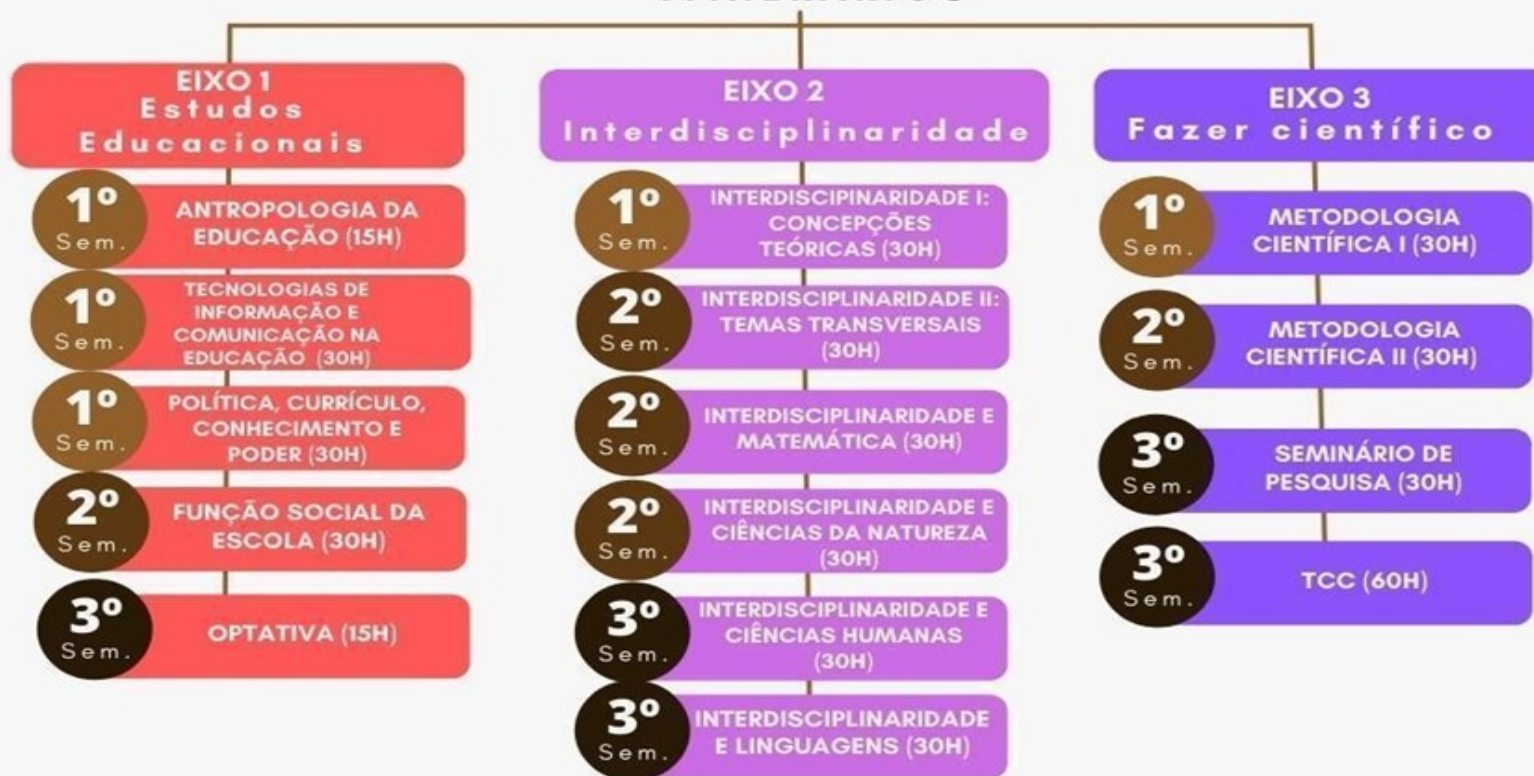 EIXO 1
Estudos
Educacionais
1º
Sem.
ANTROPOLOGIA DA
EDUCAÇÃO (15H)
1º
Sem.
TECNOLOGIAS DE
INFORMAÇÃO E
COMUNICAÇÃO NA
EDUCAÇÃO (30H)
1º
Sem.
POLÍTICA, CURRÍCULO,
CONHECIMENTO E
PODER (30H)
2º
Sem.
FUNÇÃO SOCIAL DA
ESCOLA (30H)
3º
Sem.
OPTATIVA (15H)
EIXO 2
Interdisciplinaridade
1º
Sem.
INTERDISCIPINARIDADE I:
CONCEPÇÕES
TEÓRICAS (30H)
2º
Sem.
INTERDISCIPLINARIDADE II:
TEMAS TRANSVERSAIS
(30H)
2º
Sem.
INTERDISCIPLINARIDADE E
MATEMÁTICA (30H)
2º
Sem.
INTERDISCIPLINARIDADE E
CIÊNCIAS DA NATUREZA
(30H)
3º
Sem.
INTERDISCIPLINARIDADE E
CIÊNCIAS HUMANAS
(30H)
3º
Sem.
INTERDISCIPLINARIDADE
E LINGUAGENS (30H)
EIXO 3
Fazer científico
1º
Sem.
METODOLOGIA
CIENTÍFICA I (30H)
2º
Sem.
METODOLOGIA
CIENTÍFICA II (30H)
3º
Sem.
SEMINÁRIO DE
PESQUISA (30H)
3º
Sem.
TCC (60H)